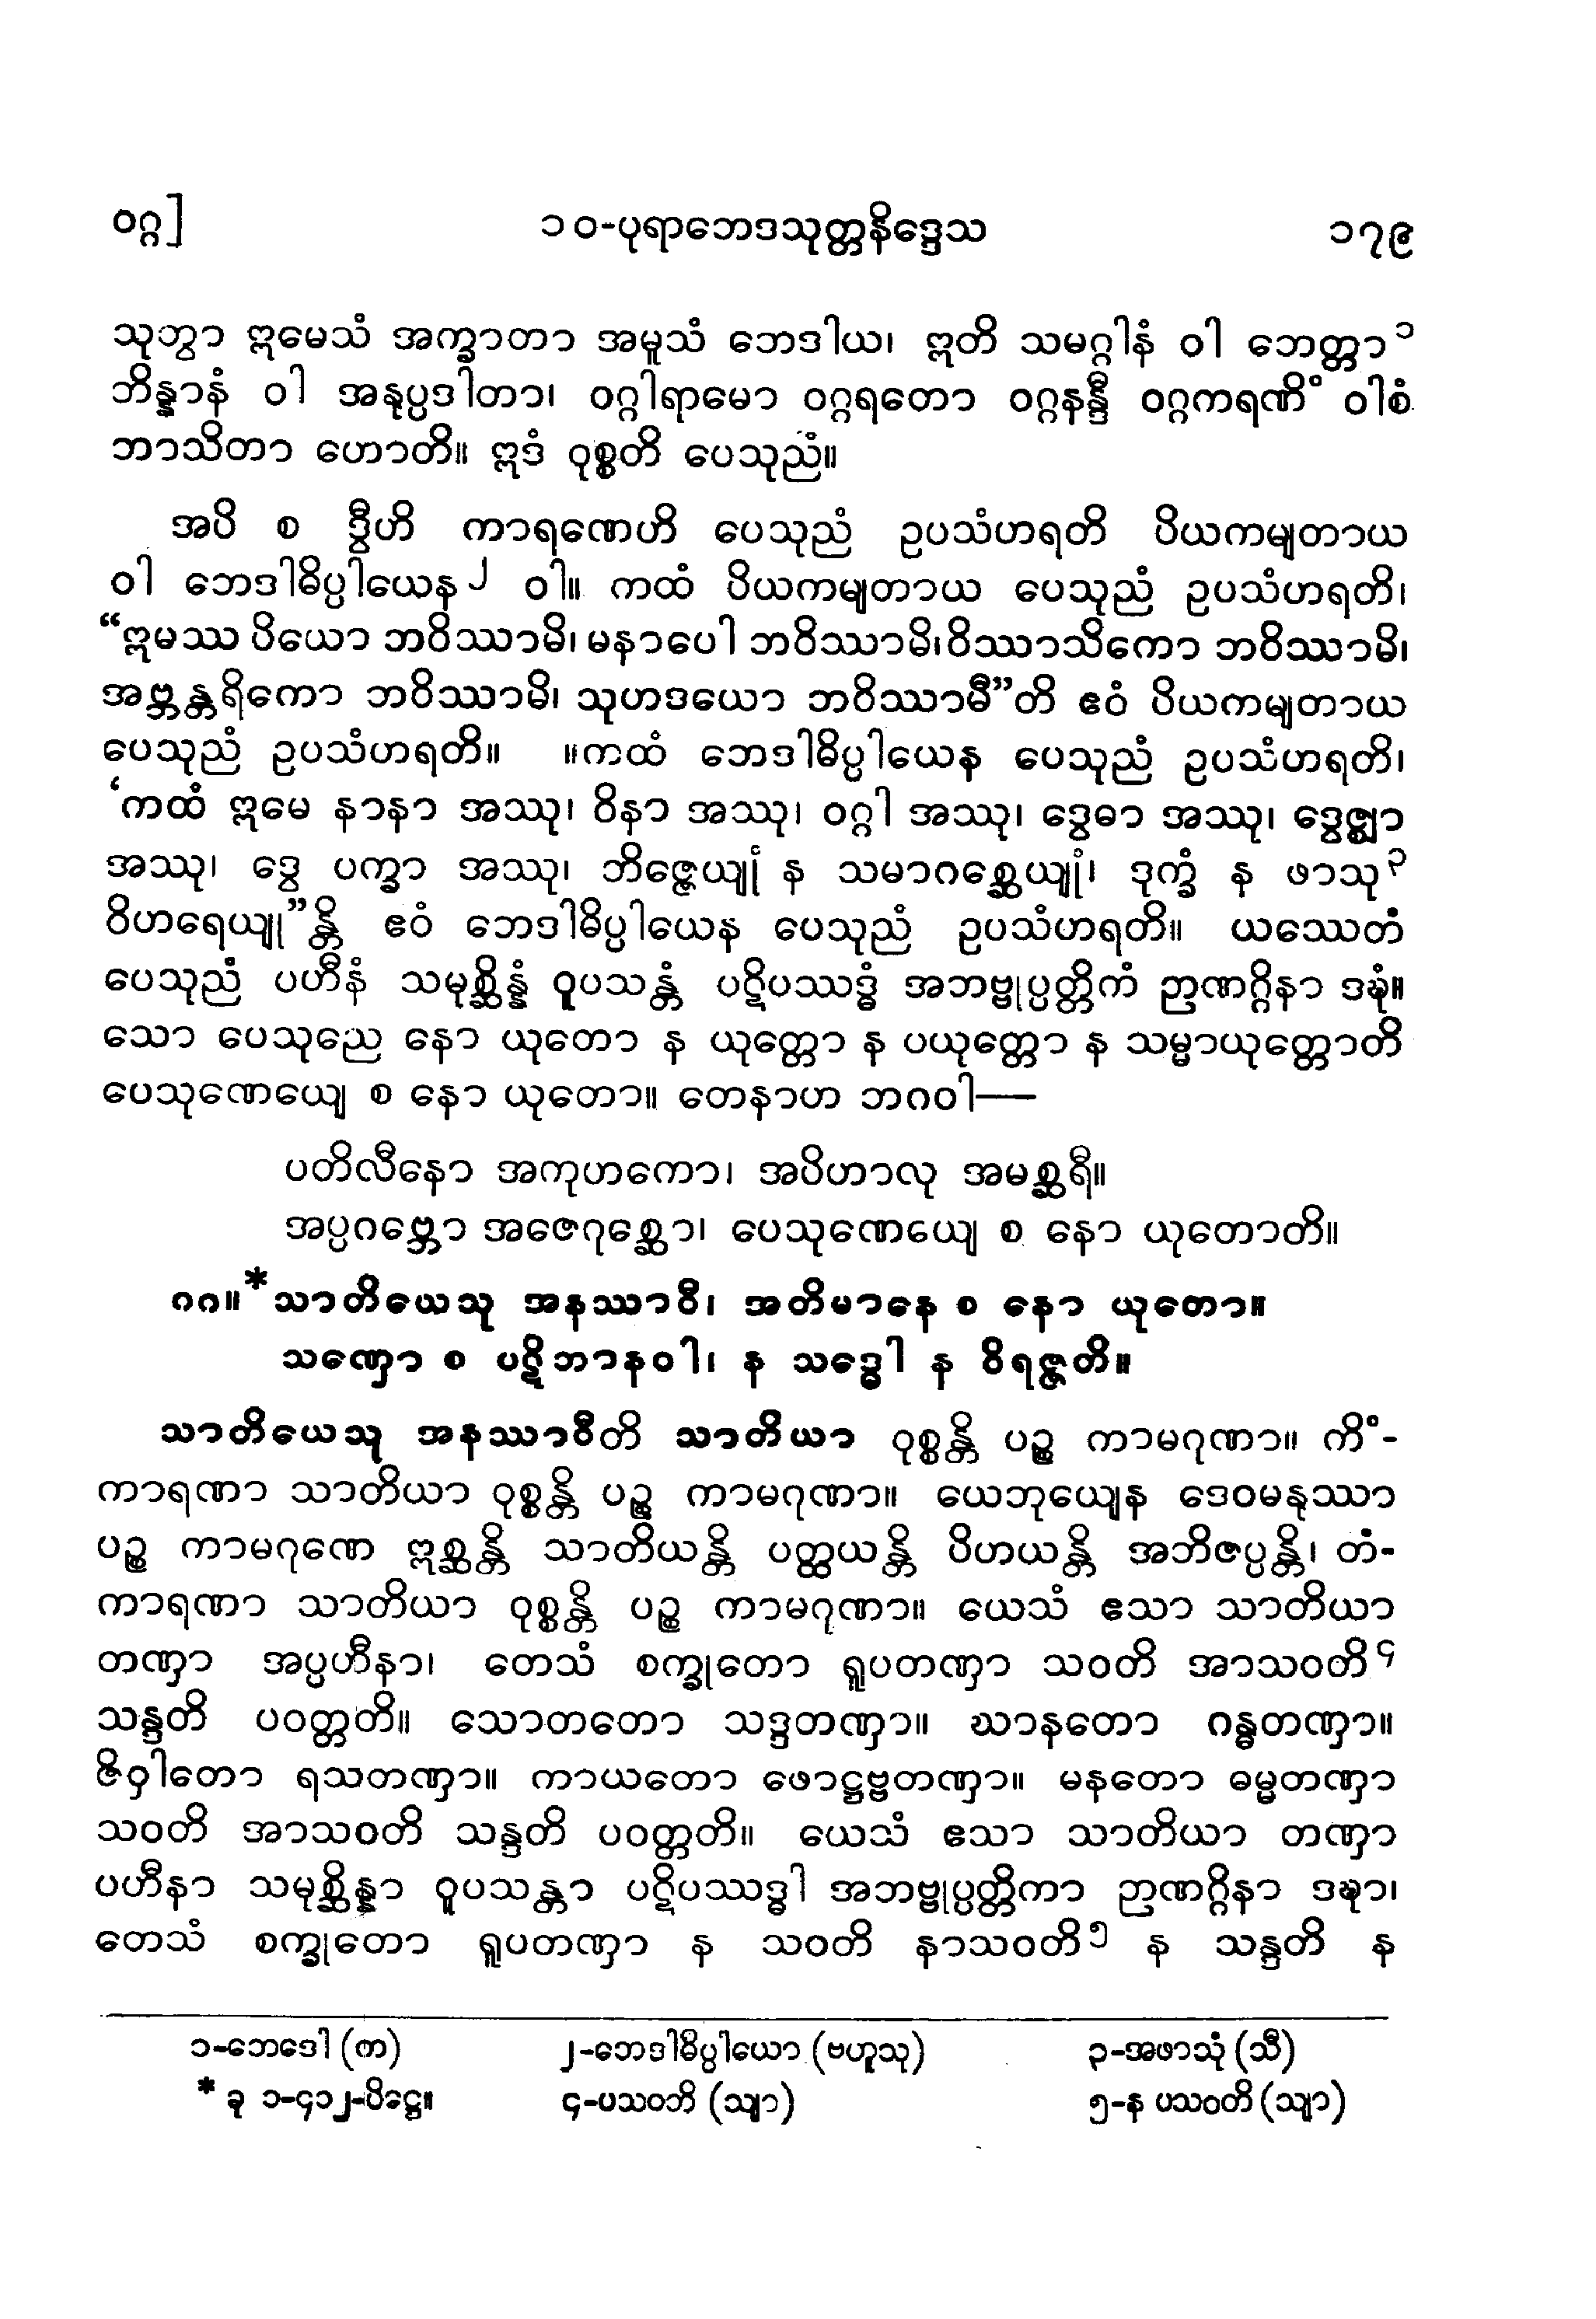 ဝဂ္ဂ] ၁၀-ပုရာဘေဒသုတ္တနိဒ္ဒေသ ၁၇၉
သုတွာ ဣမေသံ အက္ခာတာ အမူသံ ဘေဒါယ၊ ဣတိ သမဂ္ဂါနံ ဝါ ဘေတ္တာ၁
ဘိန္နာနံ ဝါ အနုပ္ပဒါတာ၊ ဝဂ္ဂါရာမော ဝဂ္ဂရတော ဝဂ္ဂနန္ဒီ ဝဂ္ဂကရဏိံ ဝါစံ
ဘာသိတာ ဟောတိ။ ဣဒံ ဝုစ္စတိ ပေသုညံ။
အပိ စ ဒွီဟိ ကာရဏေဟိ ပေသုညံ ဥပသံဟရတိ ပိယကမျတာယ
ဝါ ဘေဒါဓိပ္ပါယေန၂ ဝါ။ ကထံ ပိယကမျတာယ ပေသုညံ ဥပသံဟရတိ၊
“ဣမဿ ပိယော ဘဝိဿာမိ၊ မနာပေါ ဘဝိဿာမိ၊ ဝိဿာသိကော ဘဝိဿာမိ၊
အဗ္ဘန္တရိကော ဘဝိဿာမိ၊ သုဟဒယော ဘဝိဿာမီ”တိ ဧဝံ ပိယကမျတာယ
ပေသုညံ ဥပသံဟရတိ။ ။ကထံ ဘေဒါဓိပ္ပါယေန ပေသုညံ ဥပသံဟရတိ၊
‘ကထံ ဣမေ နာနာ အဿု၊ ဝိနာ အဿု၊ ဝဂ္ဂါ အဿု၊ ဒွေဓာ အဿု၊ ဒွေဇ္ဈာ
အဿု၊ ဒွေ ပက္ခာ အဿု၊ ဘိဇ္ဇေယျုံ န သမာဂစ္ဆေယျုံ၊ ဒုက္ခံ န ဖာသု၃
ဝိဟရေယျု”န္တိ ဧဝံ ဘေဒါဓိပ္ပါယေန ပေသုညံ ဥပသံဟရတိ။ ယဿေတံ
ပေသုညံ ပဟီနံ သမုစ္ဆိန္နံ ဝူပသန္တံ ပဋိပဿဒ္ဓံ အဘဗ္ဗုပ္ပတ္တိကံ ဉာဏဂ္ဂိနာ ဒဍ္ဎံ။
သော ပေသုညေ နော ယုတော န ယုတ္တော န ပယုတ္တော န သမ္မာယုတ္တောတိ
ပေသုဏေယျေ စ နော ယုတော။ တေနာဟ ဘဂဝါ—
ပတိလီနော အကုဟကော၊ အပိဟာလု အမစ္ဆရီ။
အပ္ပဂဗ္ဘော အဇေဂုစ္ဆော၊ ပေသုဏေယျေ စ နော ယုတောတိ။
၈၈။*သာတိယေသု အနဿာဝီ၊ အတိမာနေ စ နော ယုတော။
သဏှော စ ပဋိဘာနဝါ၊ န သဒ္ဓေါ န ဝိရဇ္ဇတိ။
သာတိယေသု အနဿာဝီတိ သာတိယာ ဝုစ္စန္တိ ပဉ္စ ကာမဂုဏာ။ ကိံ-
ကာရဏာ သာတိယာ ဝုစ္စန္တိ ပဉ္စ ကာမဂုဏာ။ ယေဘုယျေန ဒေဝမနုဿာ
ပဉ္စ ကာမဂုဏေ ဣစ္ဆန္တိ သာတိယန္တိ ပတ္ထယန္တိ ပိဟယန္တိ အဘိဇပ္ပန္တိ၊ တံ-
ကာရဏာ သာတိယာ ဝုစ္စန္တိ ပဉ္စ ကာမဂုဏာ။ ယေသံ ဧသာ သာတိယာ
တဏှာ အပ္ပဟီနာ၊ တေသံ စက္ခုတော ရူပတဏှာ သဝတိ အာသဝတိ၄
သန္ဒတိ ပဝတ္တတိ။ သောတတော သဒ္ဒတဏှာ။ ဃာနတော ဂန္ဓတဏှာ။
ဇိဝှါတော ရသတဏှာ။ ကာယတော ဖောဋ္ဌဗ္ဗတဏှာ။ မနတော ဓမ္မတဏှာ
သဝတိ အာသဝတိ သန္ဒတိ ပဝတ္တတိ။ ယေသံ ဧသာ သာတိယာ တဏှာ
ပဟီနာ သမုစ္ဆိန္နာ ဝူပသန္တာ ပဋိပဿဒ္ဓါ အဘဗ္ဗုပ္ပတ္တိကာ ဉာဏဂ္ဂိနာ ဒဍ္ဎာ၊
တေသံ စက္ခုတော ရူပတဏှာ န သဝတိ နာသဝတိ၅ န သန္ဒတိ န
၁-ဘေဒေါ (က) ၂-ဘေဒါဓိပ္ပါယော (ဗဟူသု) ၃-အဖာသုံ (သီ)
* ခု ၁-၄၁၂-ပိဋ္ဌေ။ ၄-ပသဝတိ (သျာ) ၅-န ပသဝတိ (သျာ)